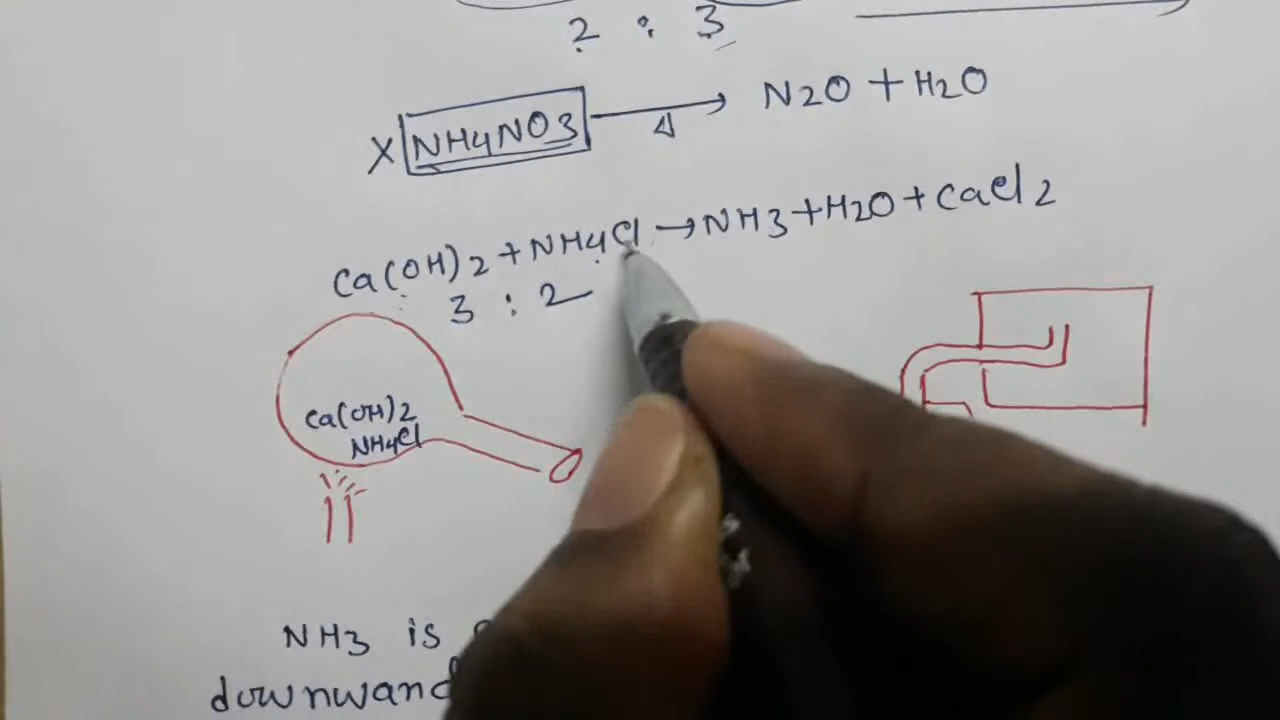 2 : 3
X NH4NO3 Δ → N2O + H2O
Ca(OH)2 + NH4Cl → NH3 + H2O + CaCl2
3 : 2
Ca(OH)2
NH4Cl
NH3 is